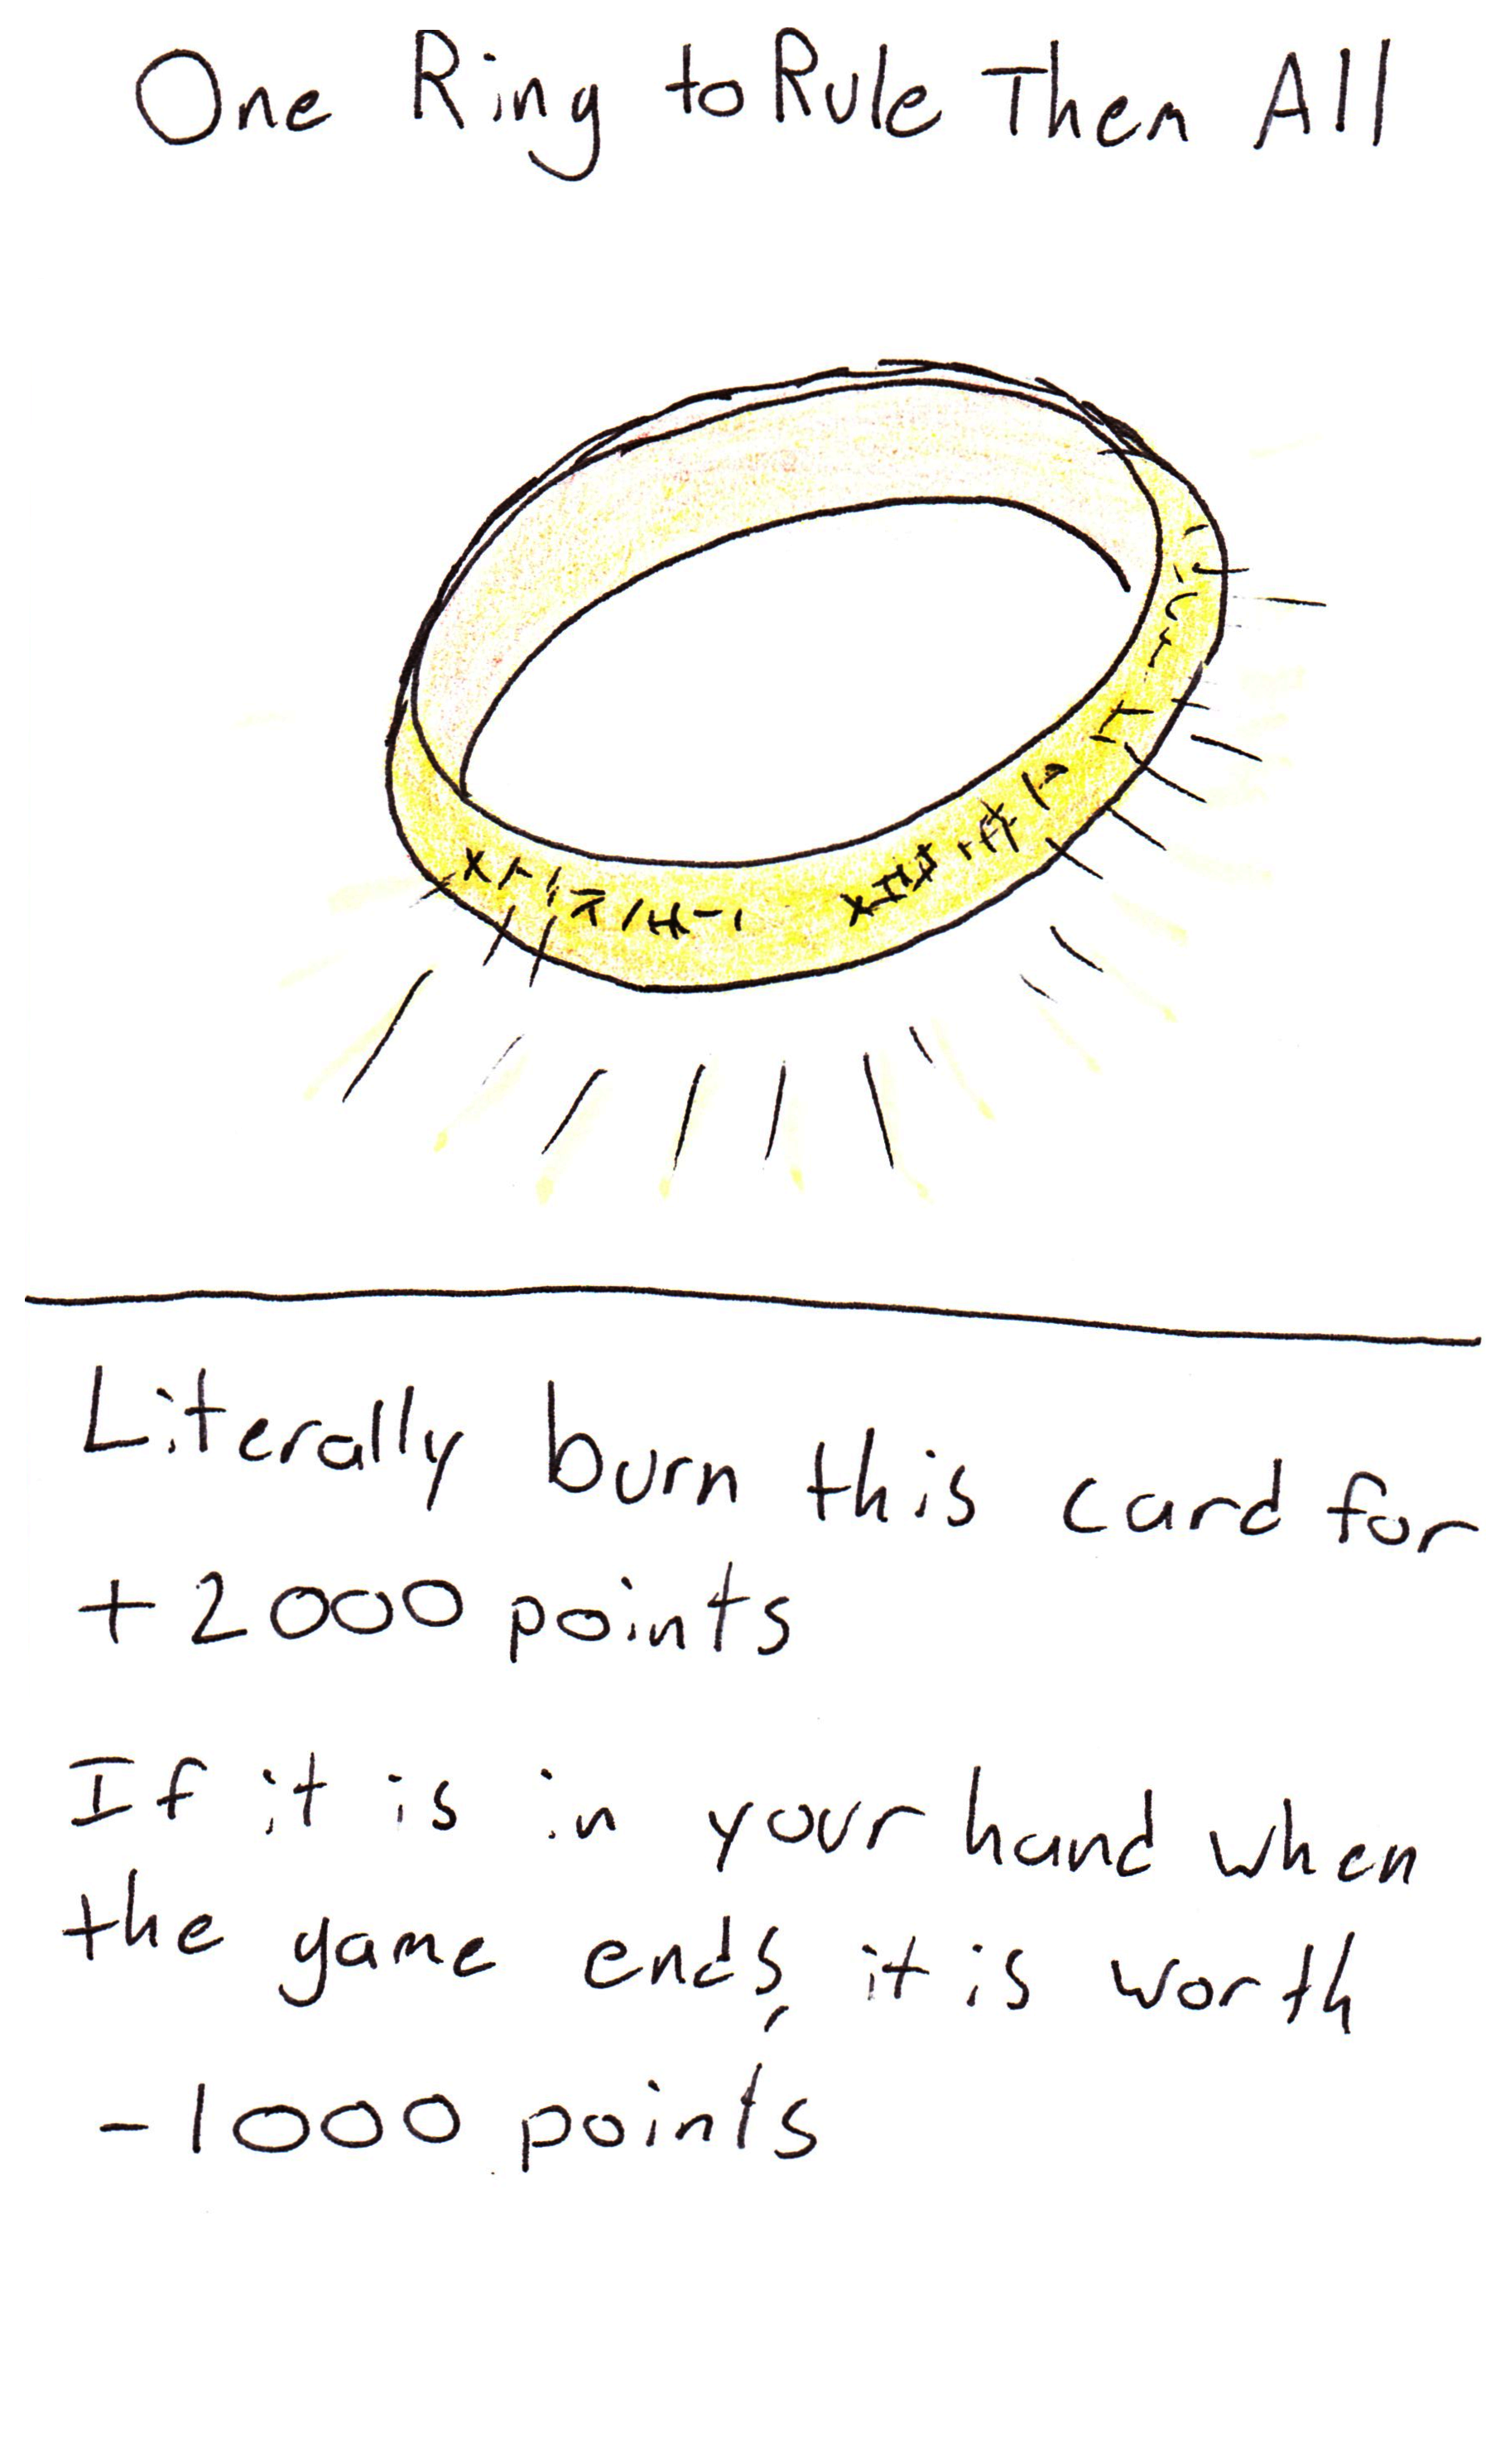 One Ring to Rule Them All
Literally burn this card for
+2000 points
If it is in your hand when
the game ends, it is worth
-1000 points